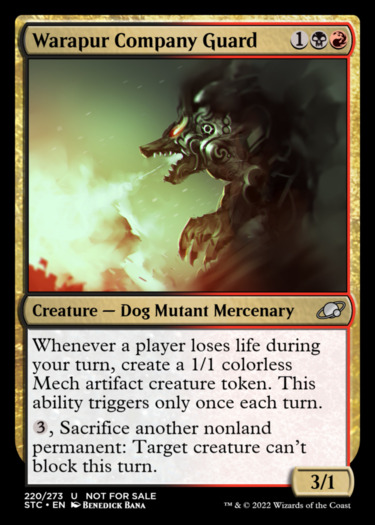 Warapur Company Guard 1
Creature — Dog Mutant Mercenary
Whenever a player loses life during
your turn, create a 1/1 colorless
Mech artifact creature token. This
ability triggers only once each turn.
3, Sacrifice another nonland
permanent: Target creature can't
block this turn.
3/1
220/273 U NOT FOR SALE
STC • EN Benedick Bana
™ & © 2022 Wizards of the Coast